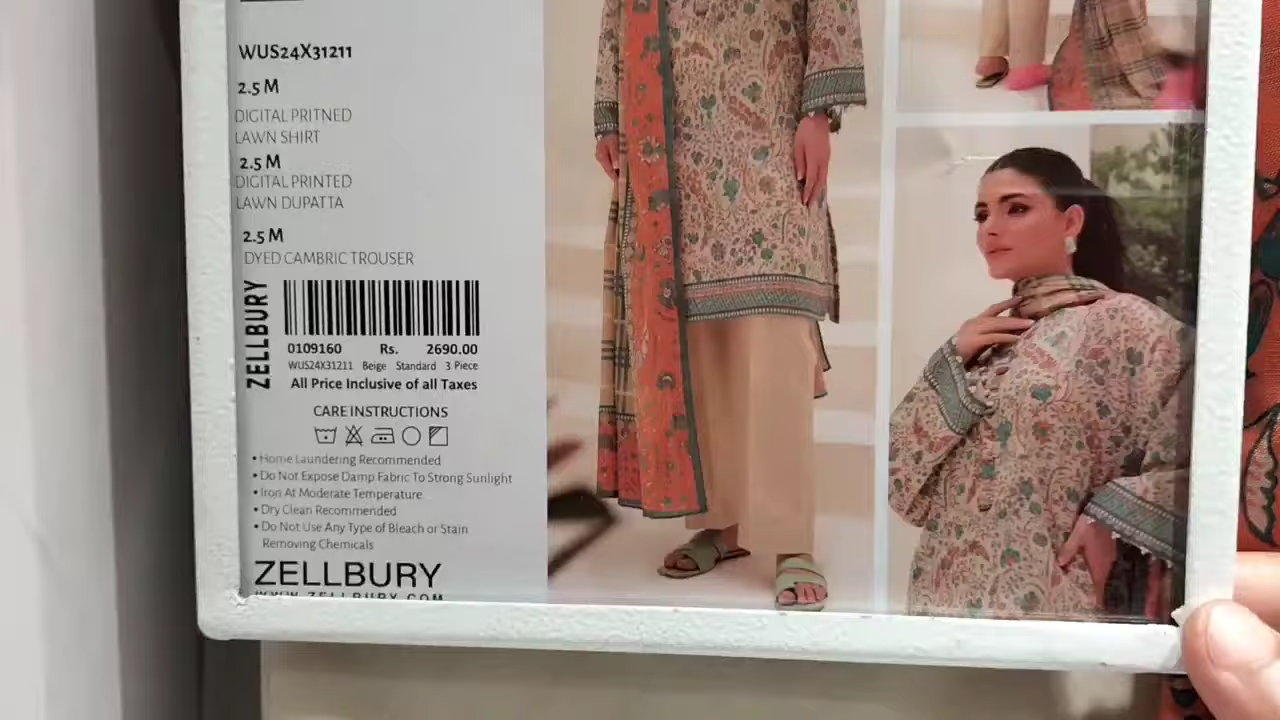 WUS24X31211
2.5 M
DIGITAL PRITNED
LAWN SHIRT
2.5 M
DIGITAL PRINTED
LAWN DUPATTA
2.5 M
DYED CAMBRIC TROUSER
ZELLBURY
0109160 Rs. 2690.00
WUS24X31211 Beige Standard 3 Piece
All Price Inclusive of all Taxes
CARE INSTRUCTIONS
• Home Laundering Recommended
• Do Not Expose Damp Fabric To Strong Sunlight
• Iron At Moderate Temperature
• Dry Clean Recommended
• Do Not Use Any Type of Bleach or Stain
Removing Chemicals
ZELLBURY
WWW.ZELLBURY.COM